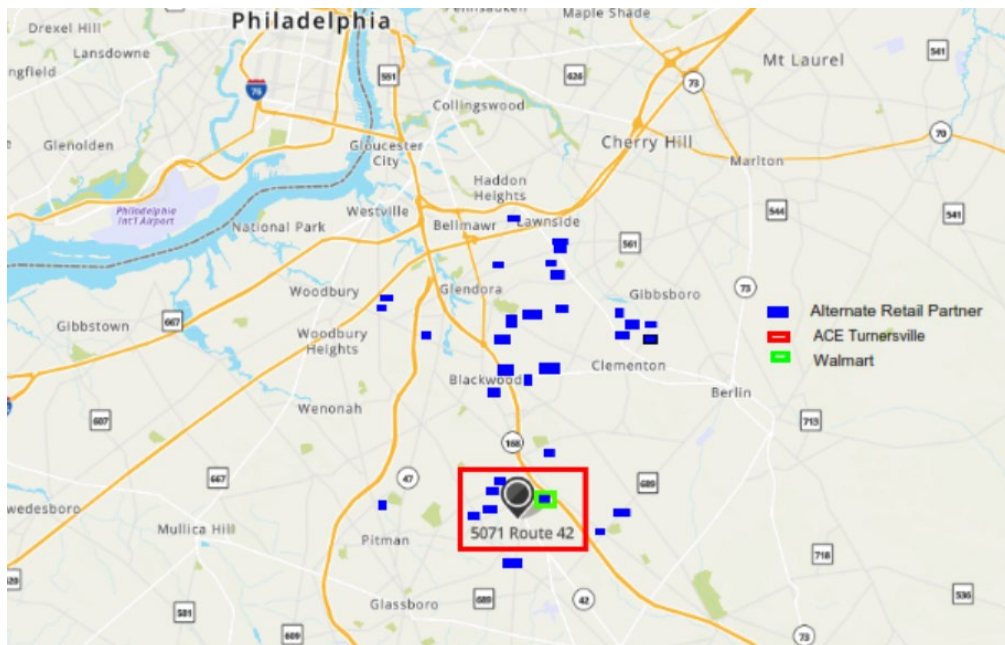 Philadelphia
Pennsauken
Maple Shade
Drexel Hill
Lansdowne
ngfield
76
551
626
73
Mt Laurel
541
Collingswood
Glenolden
Gloucester
City
Cherry Hill
70
Marlton
Haddon
Heights
Philadelphia
Int'l Airport
Westville
Lawnside
544
541
National Park
Bellmawr
561
Woodbury
Glendora
Gibbsboro
73
Gibbstown
667
Woodbury
Heights
Alternate Retail Partner
ACE Turnersville
Walmart
Blackwood
Clementon
Berlin
Wenonah
607
713
168
667
47
689
wedesboro
Mullica Hill
Pitman
5071 Route 42
718
Glassboro
689
42
536
581
609
73